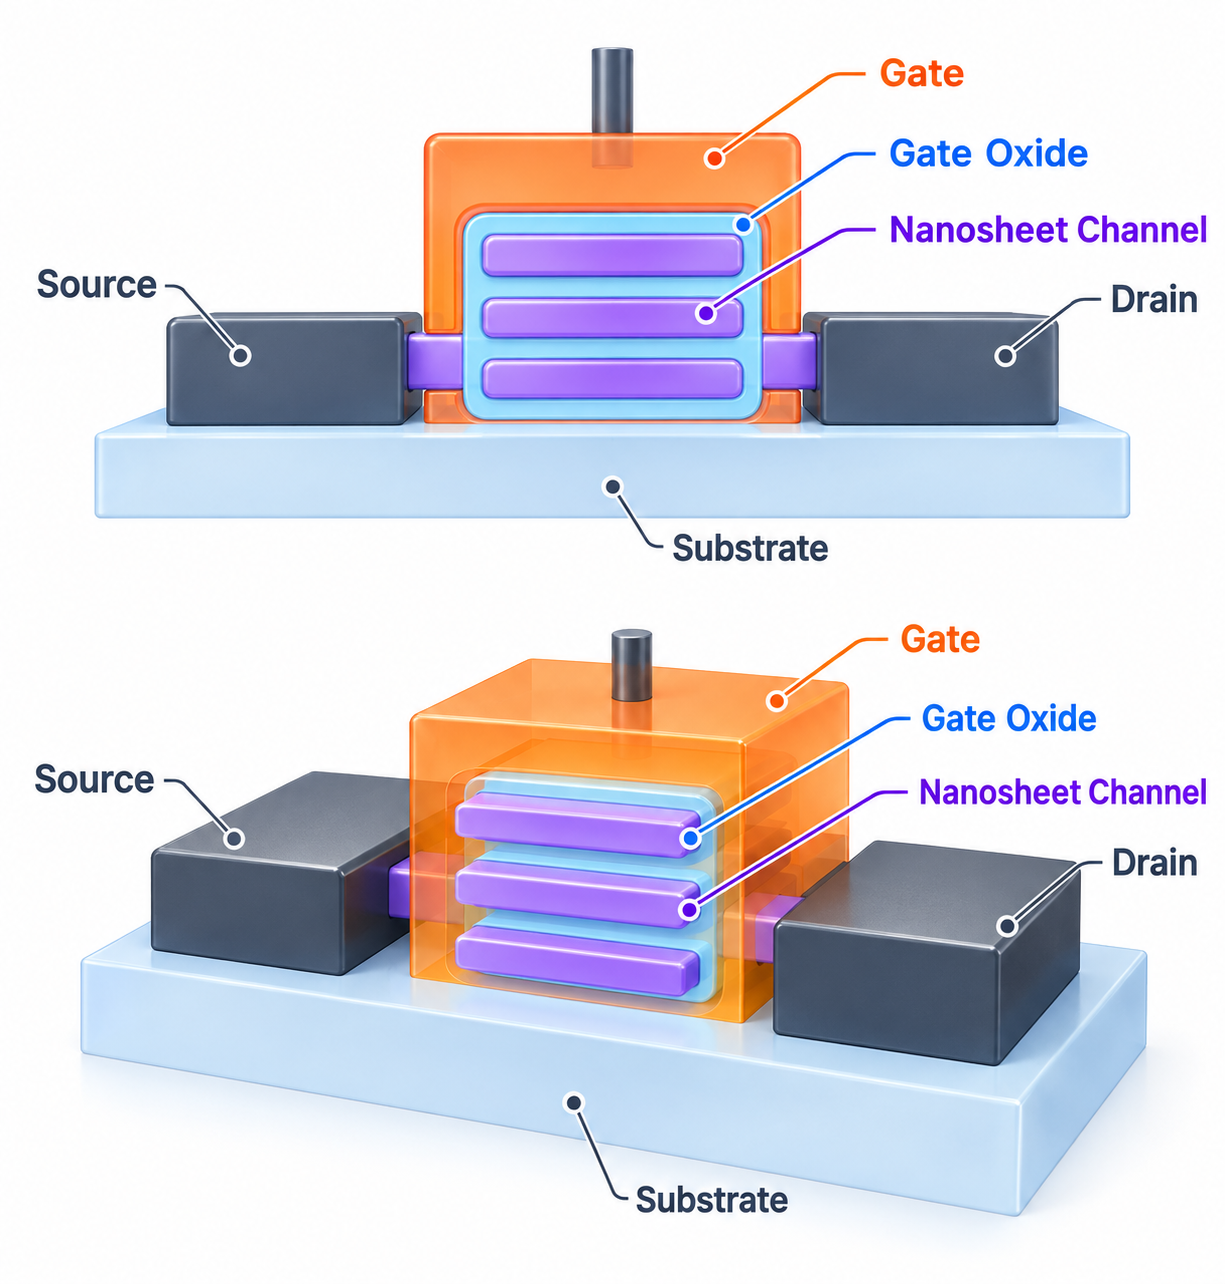 Gate
Gate Oxide
Nanosheet Channel
Source
Drain
Substrate
Gate
Gate Oxide
Source
Nanosheet Channel
Drain
Substrate